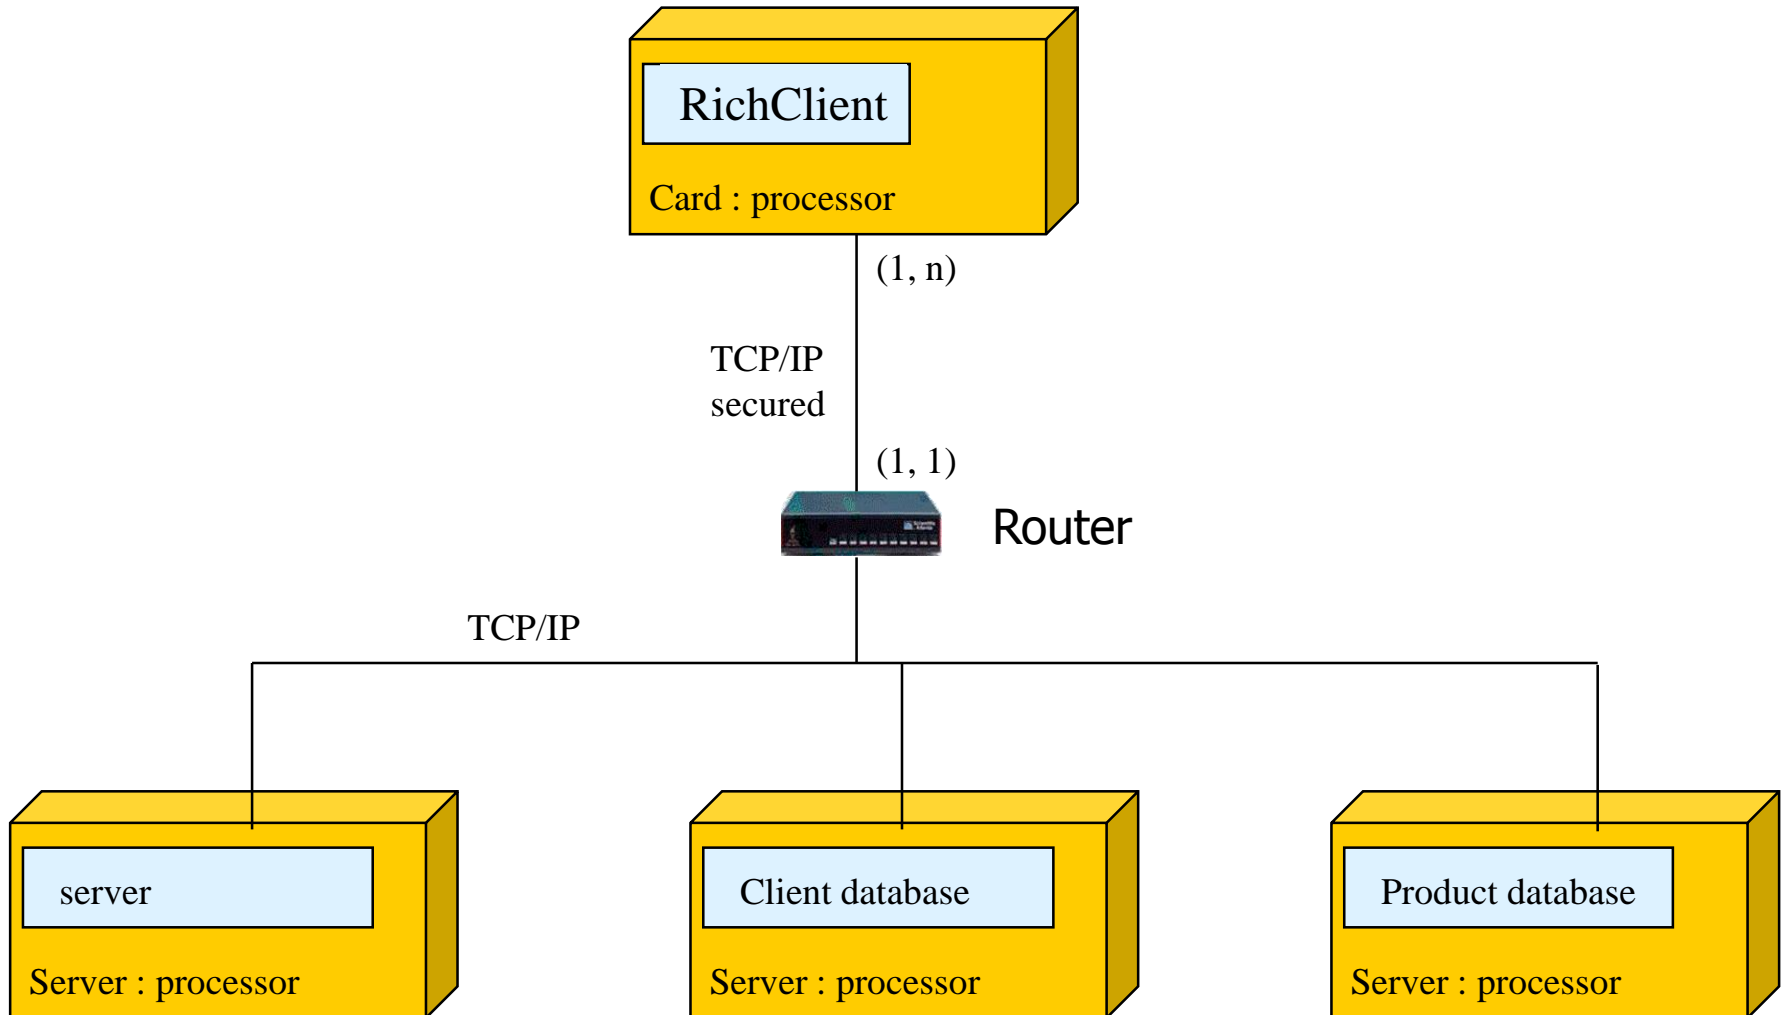 RichClient
Card : processor
(1, n)
TCP/IP
secured
(1, 1)
Router
TCP/IP
server
Client database
Product database
Server : processor
Server : processor
Server : processor